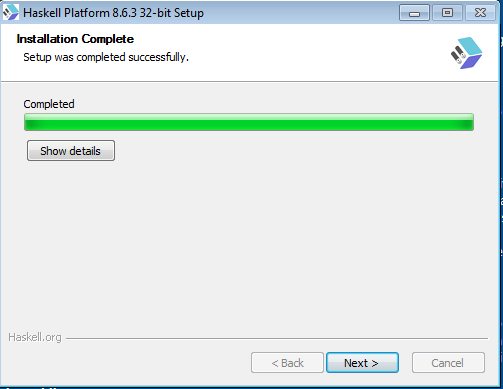 Haskell Platform 8.6.3 32-bit Setup
Installation Complete
Setup was completed successfully.
Completed
Show details
Haskell.org
< Back
Next >
Cancel